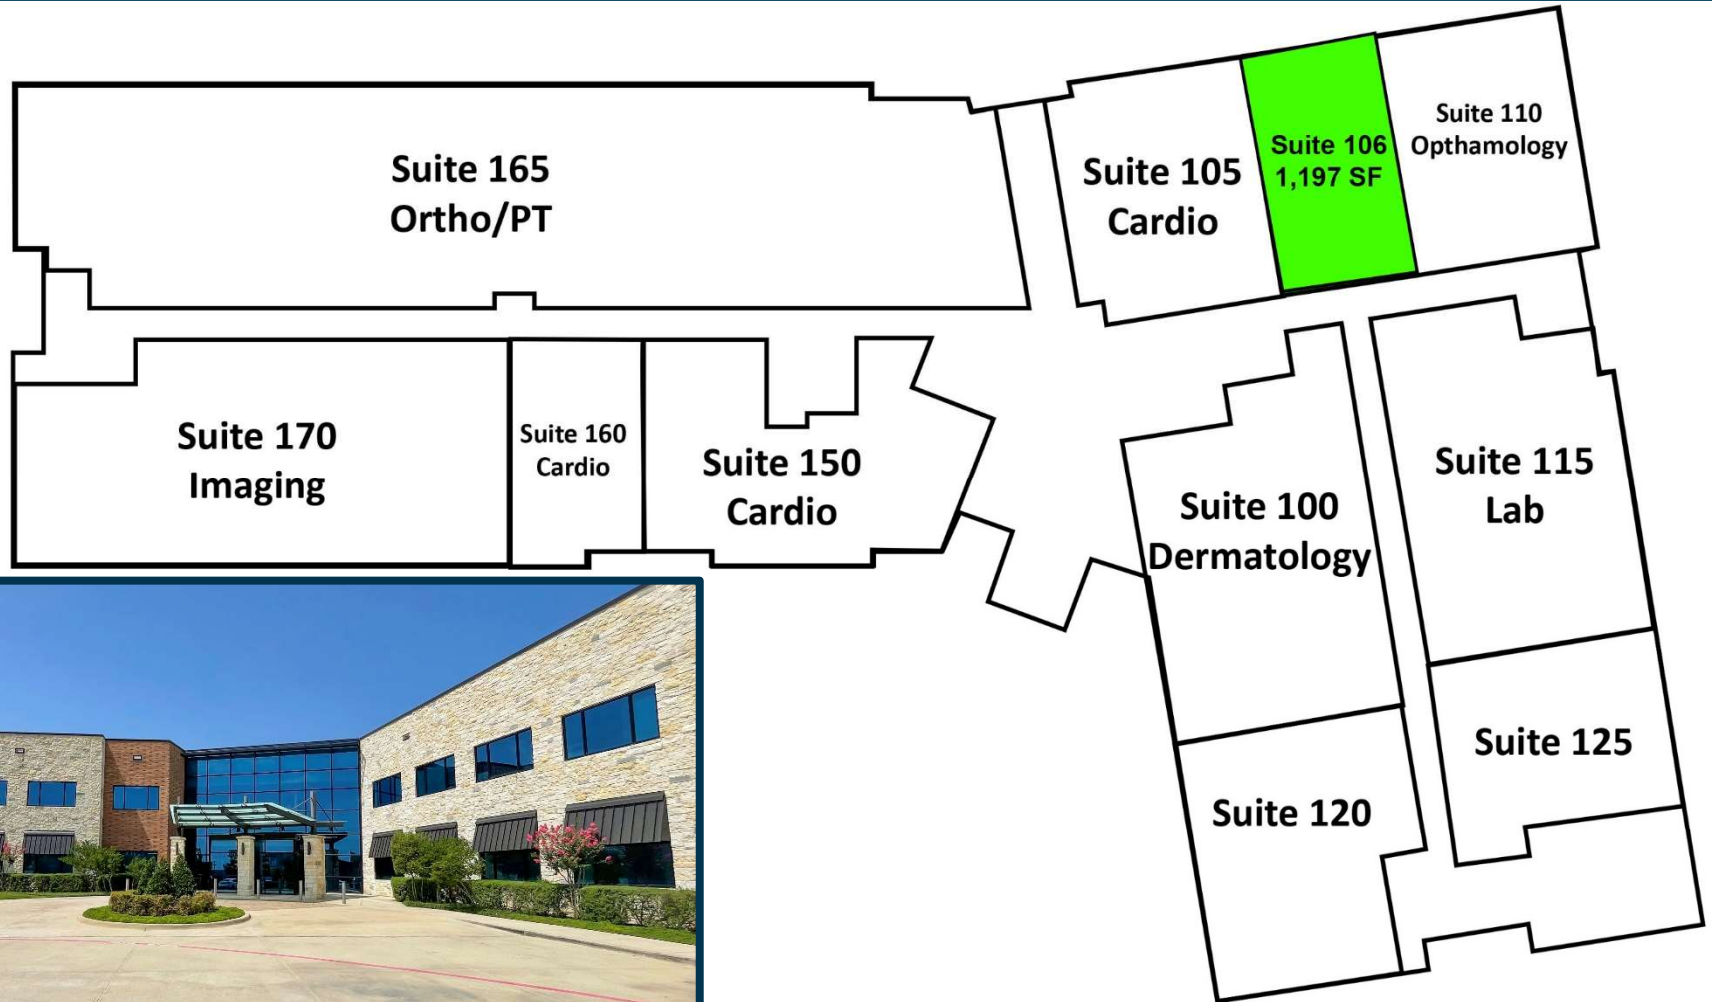 Suite 165
Ortho/PT
Suite 105
Cardio
Suite 106
1,197 SF
Suite 110
Opthamology
Suite 170
Imaging
Suite 160
Cardio
Suite 150
Cardio
Suite 100
Dermatology
Suite 115
Lab
Suite 120
Suite 125